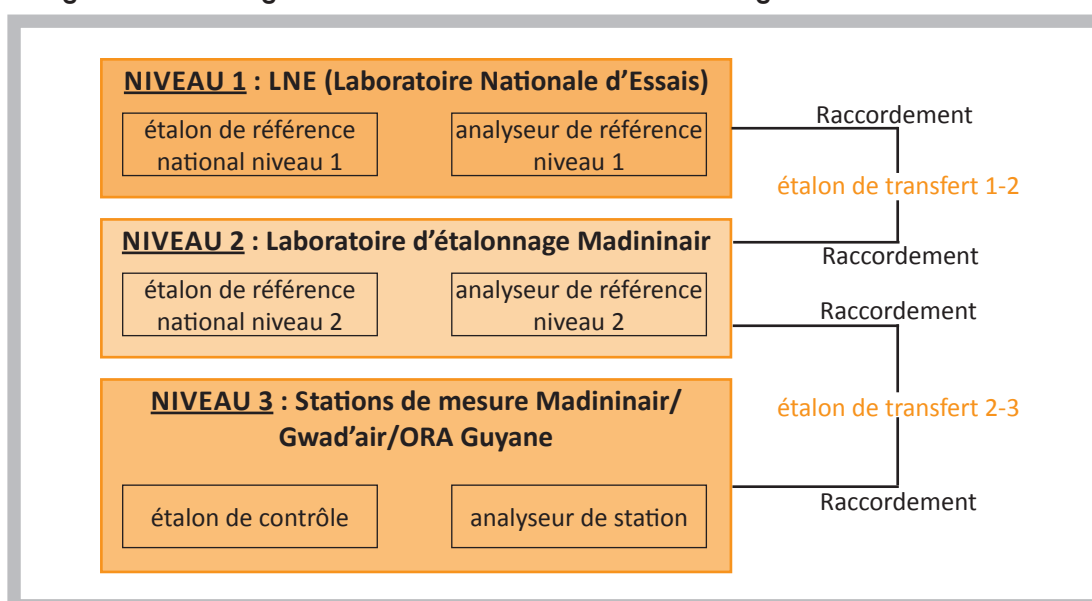 NIVEAU 1 : LNE (Laboratoire Nationale d'Essais)
étalon de référence
national niveau 1
analyseur de référence
niveau 1
Raccordement
étalon de transfert 1-2
Raccordement
NIVEAU 2 : Laboratoire d'étalonnage Madininair
étalon de référence
national niveau 2
analyseur de référence
niveau 2
Raccordement
étalon de transfert 2-3
Raccordement
NIVEAU 3 : Stations de mesure Madininair/
Gwad'air/ORA Guyane
étalon de contrôle
analyseur de station